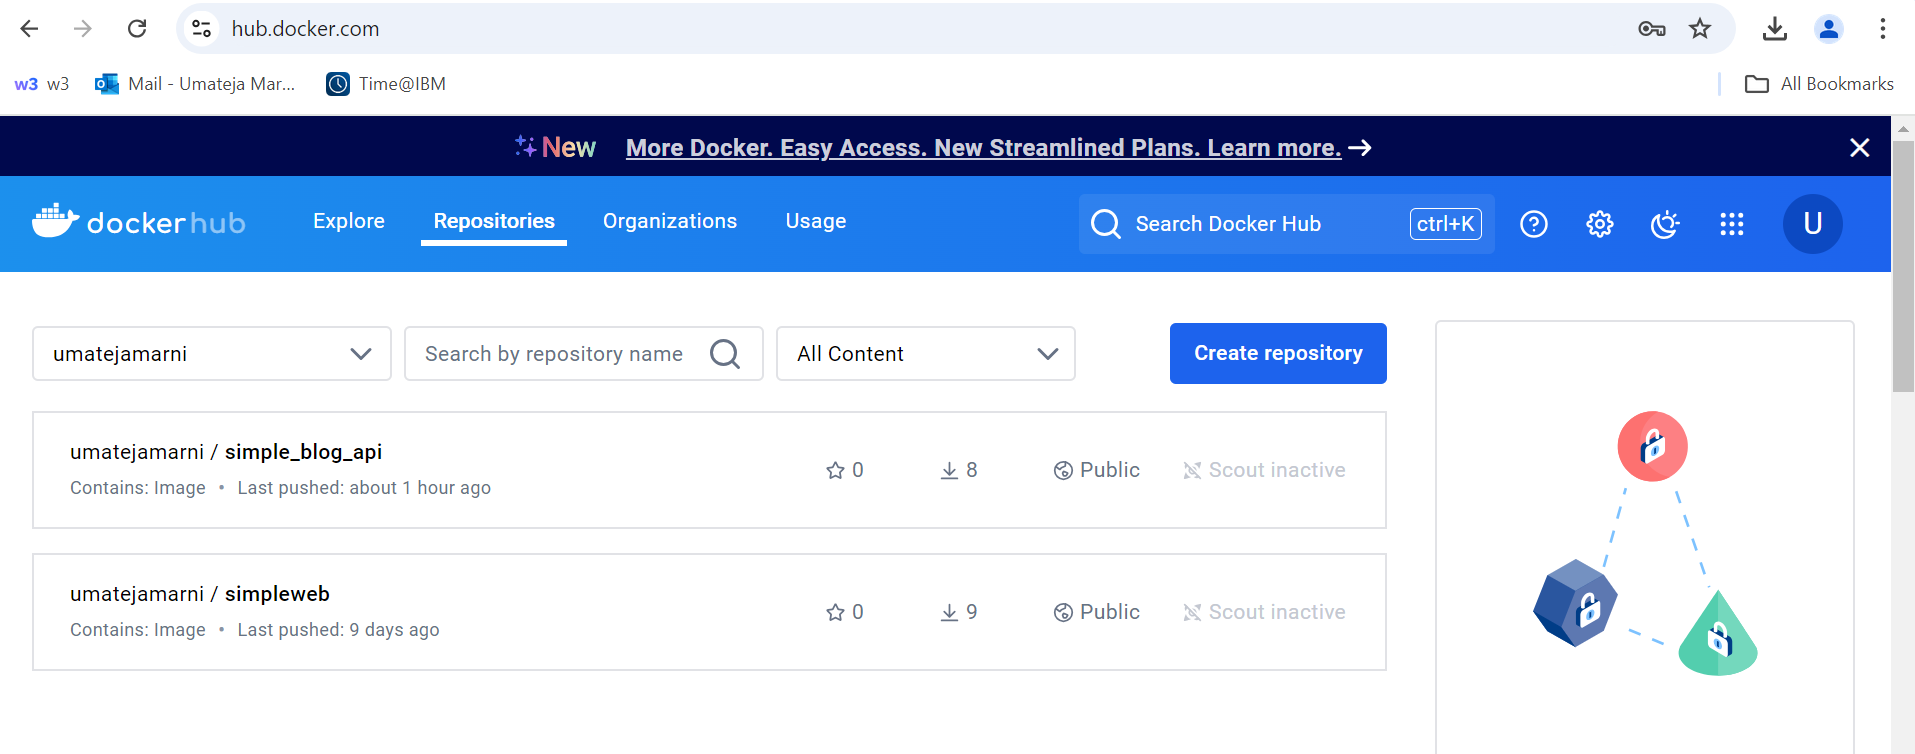 hub.docker.com
w3 w3 Mail - Umateja Mar... Time@IBM All Bookmarks
New More Docker. Easy Access. New Streamlined Plans. Learn more.
dockerhub Explore Repositories Organizations Usage Search Docker Hub ctrl+K U
umatejamarni Search by repository name All Content Create repository
umatejamarni / simple_blog_api
0 8 Public Scout inactive
Contains: Image • Last pushed: about 1 hour ago
umatejamarni / simpleweb
0 9 Public Scout inactive
Contains: Image • Last pushed: 9 days ago